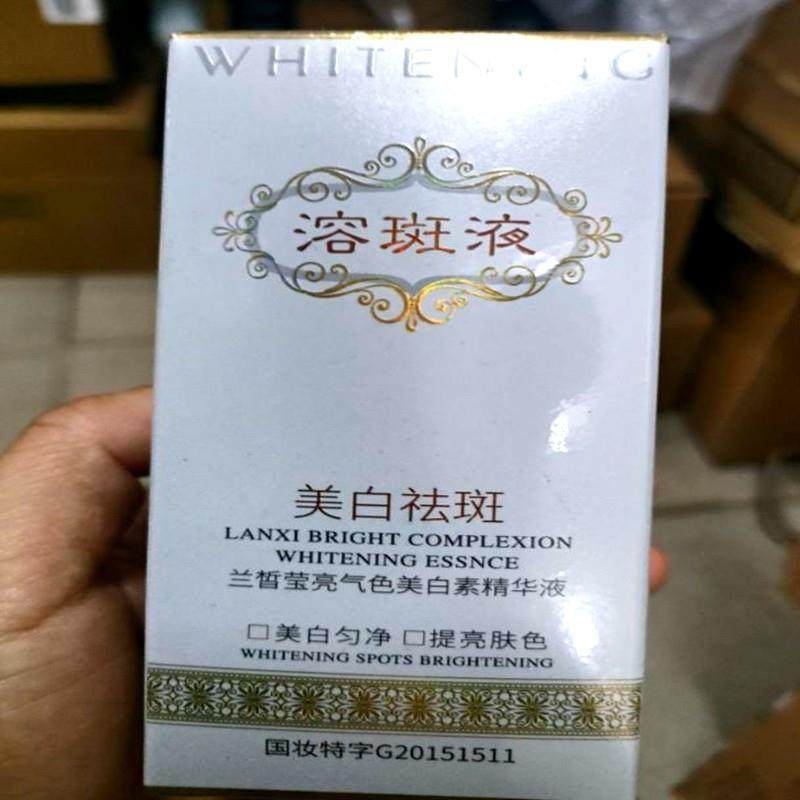 WHITENING
溶斑液
美白祛斑
LANXI BRIGHT COMPLEXION
WHITENING ESSNCE
兰皙莹亮气色美白素精华液
□美白匀净 □提亮肤色
WHITENING SPOTS BRIGHTENING
国妆特字G20151511